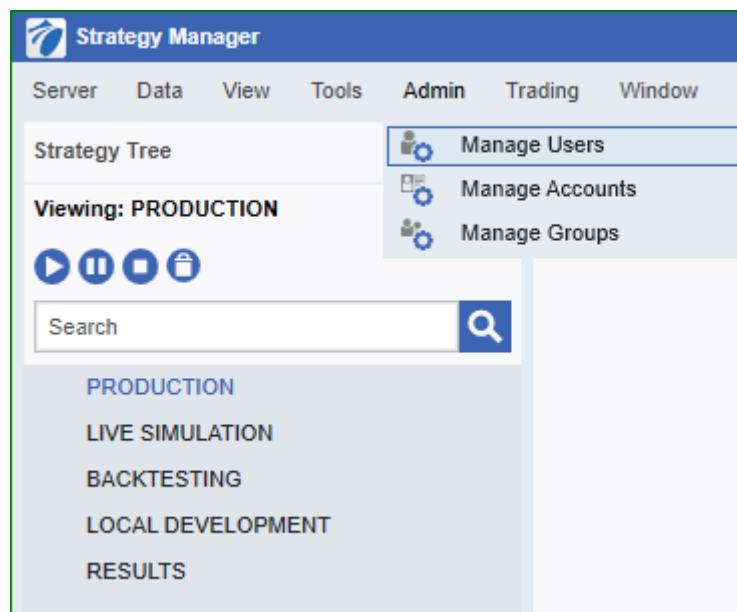 Strategy Manager
Server Data View Tools Admin Trading Window
Strategy Tree
Manage Users
Manage Accounts
Manage Groups
Viewing: PRODUCTION
Search
PRODUCTION
LIVE SIMULATION
BACKTESTING
LOCAL DEVELOPMENT
RESULTS